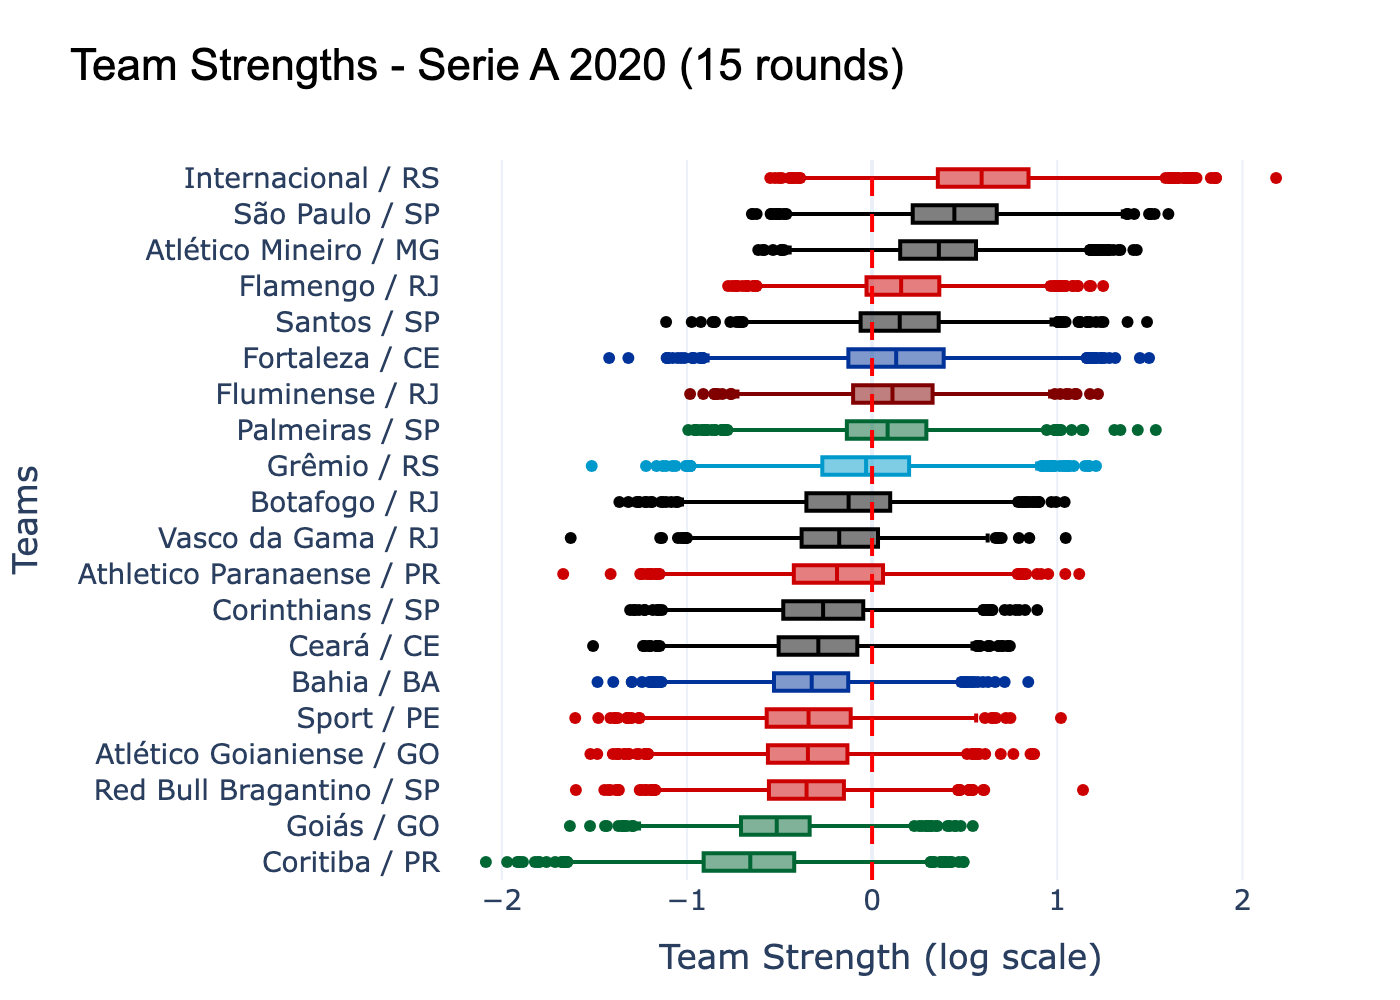 Team Strengths - Serie A 2020 (15 rounds)
Internacional / RS
São Paulo / SP
Atlético Mineiro / MG
Flamengo / RJ
Santos / SP
Fortaleza / CE
Fluminense / RJ
Palmeiras / SP
Grêmio / RS
Botafogo / RJ
Vasco da Gama / RJ
Athletico Paranaense / PR
Corinthians / SP
Ceará / CE
Bahia / BA
Sport / PE
Atlético Goianiense / GO
Red Bull Bragantino / SP
Goiás / GO
Coritiba / PR
Teams
−2 −1 0 1 2
Team Strength (log scale)